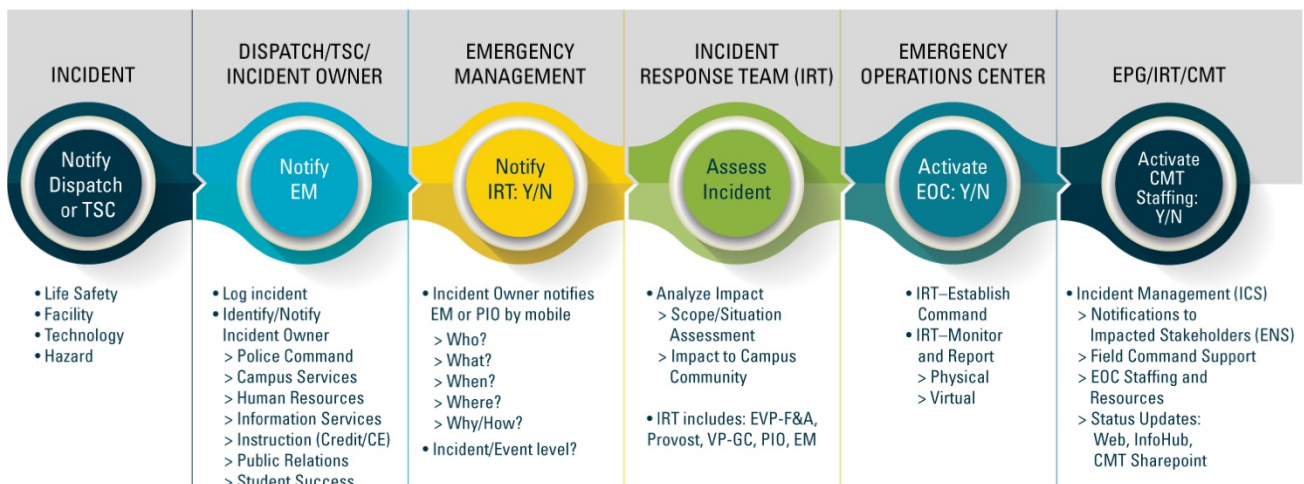 INCIDENT
Notify
Dispatch
or TSC
• Life Safety
• Facility
• Technology
• Hazard
DISPATCH/TSC/
INCIDENT OWNER
Notify
EM
• Log incident
• Identify/Notify
Incident Owner
> Police Command
> Campus Services
> Human Resources
> Information Services
> Instruction (Credit/CE)
> Public Relations
> Student Success
EMERGENCY
MANAGEMENT
Notify
IRT: Y/N
• Incident Owner notifies
EM or PIO by mobile
> Who?
> What?
> When?
> Where?
> Why/How?
• Incident/Event level?
INCIDENT
RESPONSE TEAM (IRT)
Assess
Incident
• Analyze Impact
> Scope/Situation
Assessment
> Impact to Campus
Community
• IRT includes: EVP-F&A,
Provost, VP-GC, PIO, EM
EMERGENCY
OPERATIONS CENTER
Activate
EOC: Y/N
• IRT–Establish
Command
• IRT–Monitor
and Report
> Physical
> Virtual
EPG/IRT/CMT
Activate
CMT
Staffing:
Y/N
• Incident Management (ICS)
> Notifications to
Impacted Stakeholders (ENS)
> Field Command Support
> EOC Staffing and
Resources
> Status Updates:
Web, InfoHub,
CMT Sharepoint